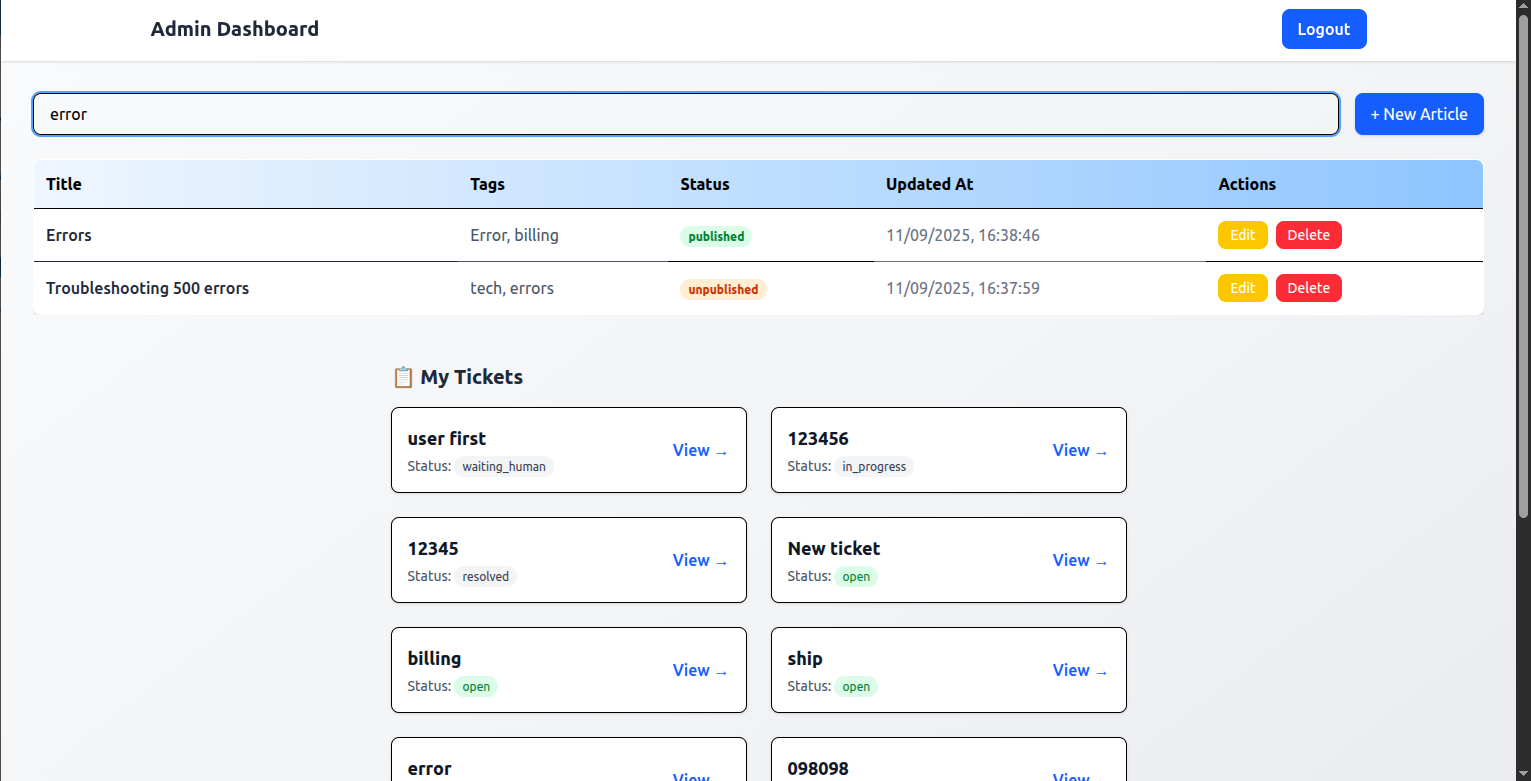 Admin Dashboard Logout
error + New Article
Title Tags Status Updated At Actions
Errors Error, billing published 11/09/2025, 16:38:46 Edit Delete
Troubleshooting 500 errors tech, errors unpublished 11/09/2025, 16:37:59 Edit Delete
📋 My Tickets
user first
Status: waiting_human
View →
123456
Status: in_progress
View →
12345
Status: resolved
View →
New ticket
Status: open
View →
billing
Status: open
View →
ship
Status: open
View →
error
View
098098
View